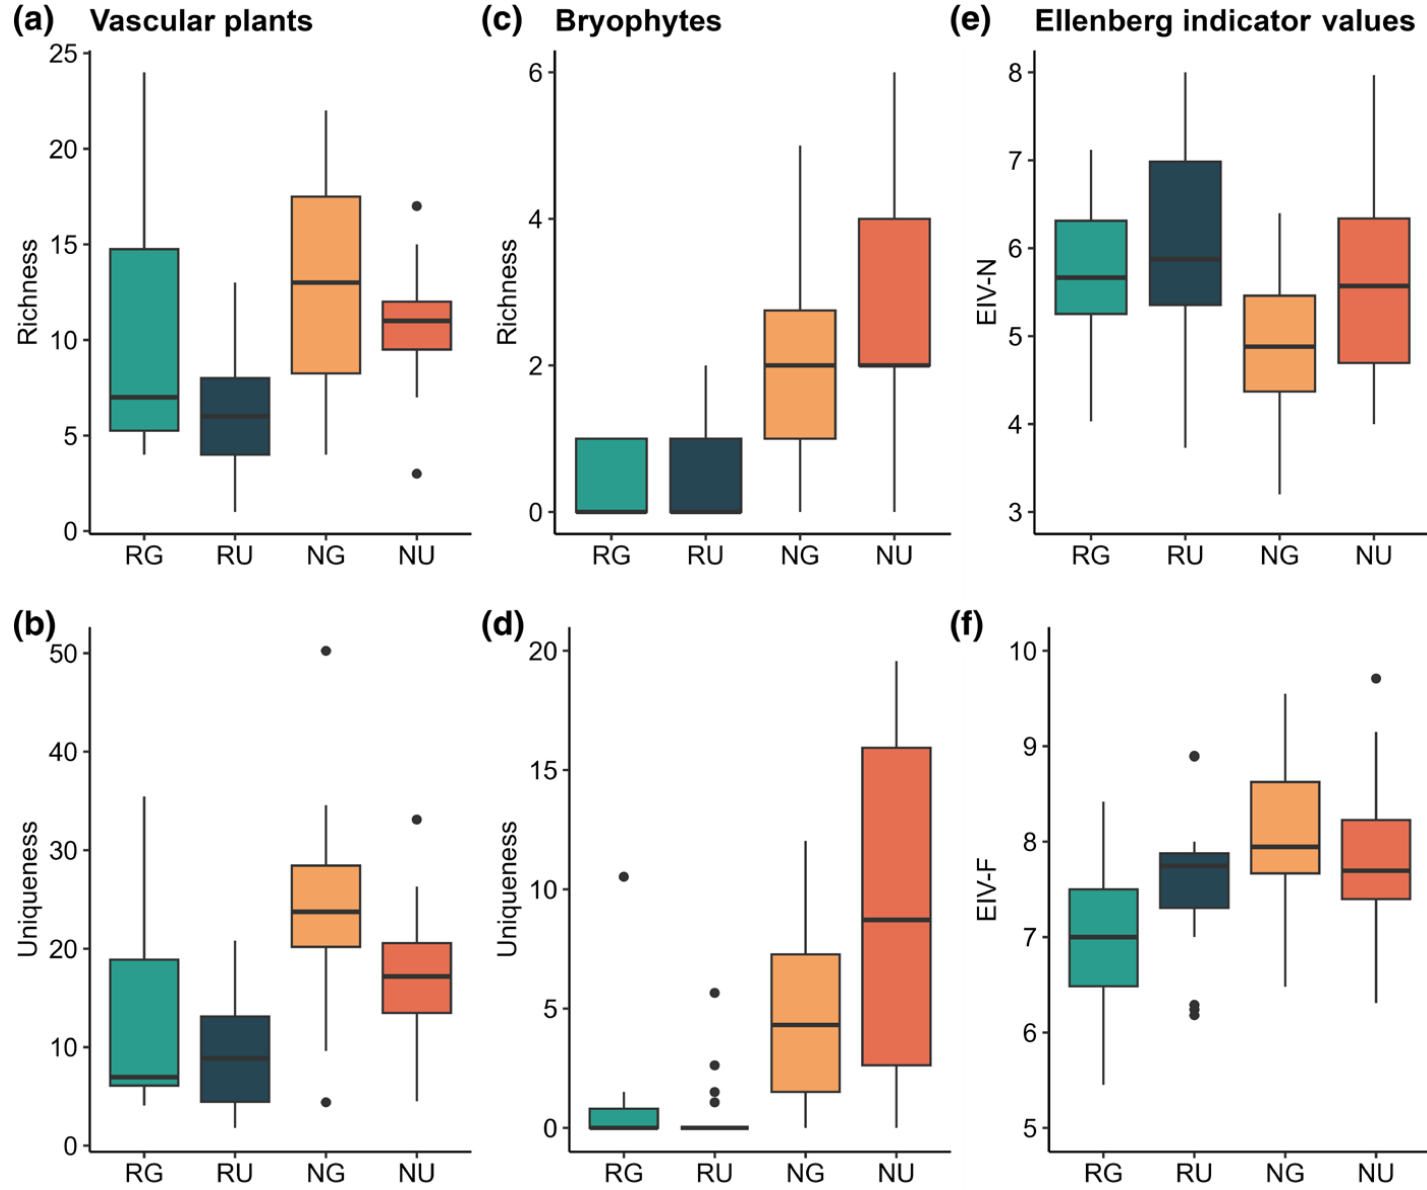 (a) Vascular plants
Richness
25
20
15
10
5
0
RG RU NG NU
(c) Bryophytes
Richness
6
4
2
0
RG RU NG NU
(e) Ellenberg indicator values
EIV-N
8
7
6
5
4
3
RG RU NG NU
(b)
Uniqueness
50
40
30
20
10
0
RG RU NG NU
(d)
Uniqueness
20
15
10
5
0
RG RU NG NU
(f)
EIV-F
10
9
8
7
6
5
RG RU NG NU